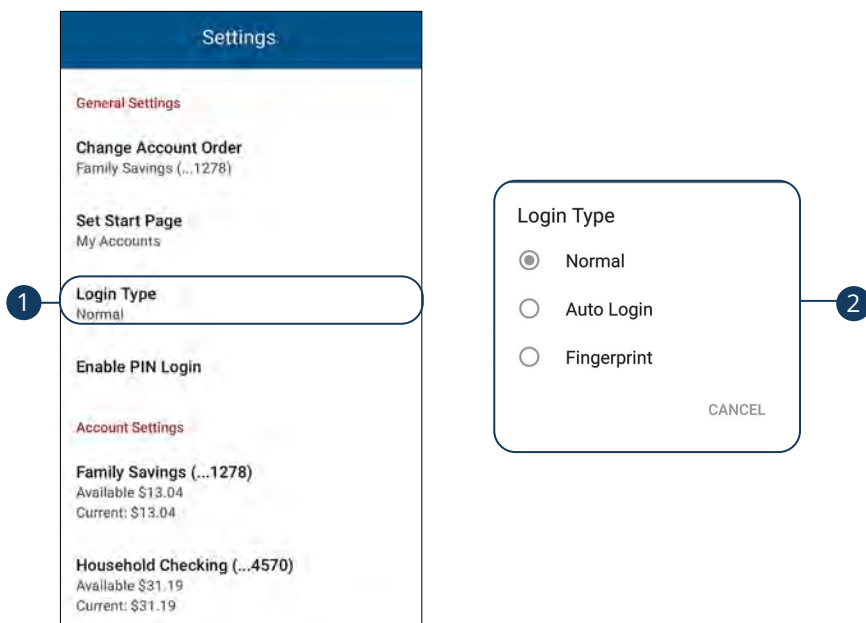 Settings
General Settings
Change Account Order
Family Savings (...1278)
Set Start Page
My Accounts
1
Login Type
Normal
Enable PIN Login
Account Settings
Family Savings (...1278)
Available $13.04
Current: $13.04
Household Checking (...4570)
Available $31.19
Current: $31.19
Login Type
Normal
Auto Login
Fingerprint
CANCEL
2